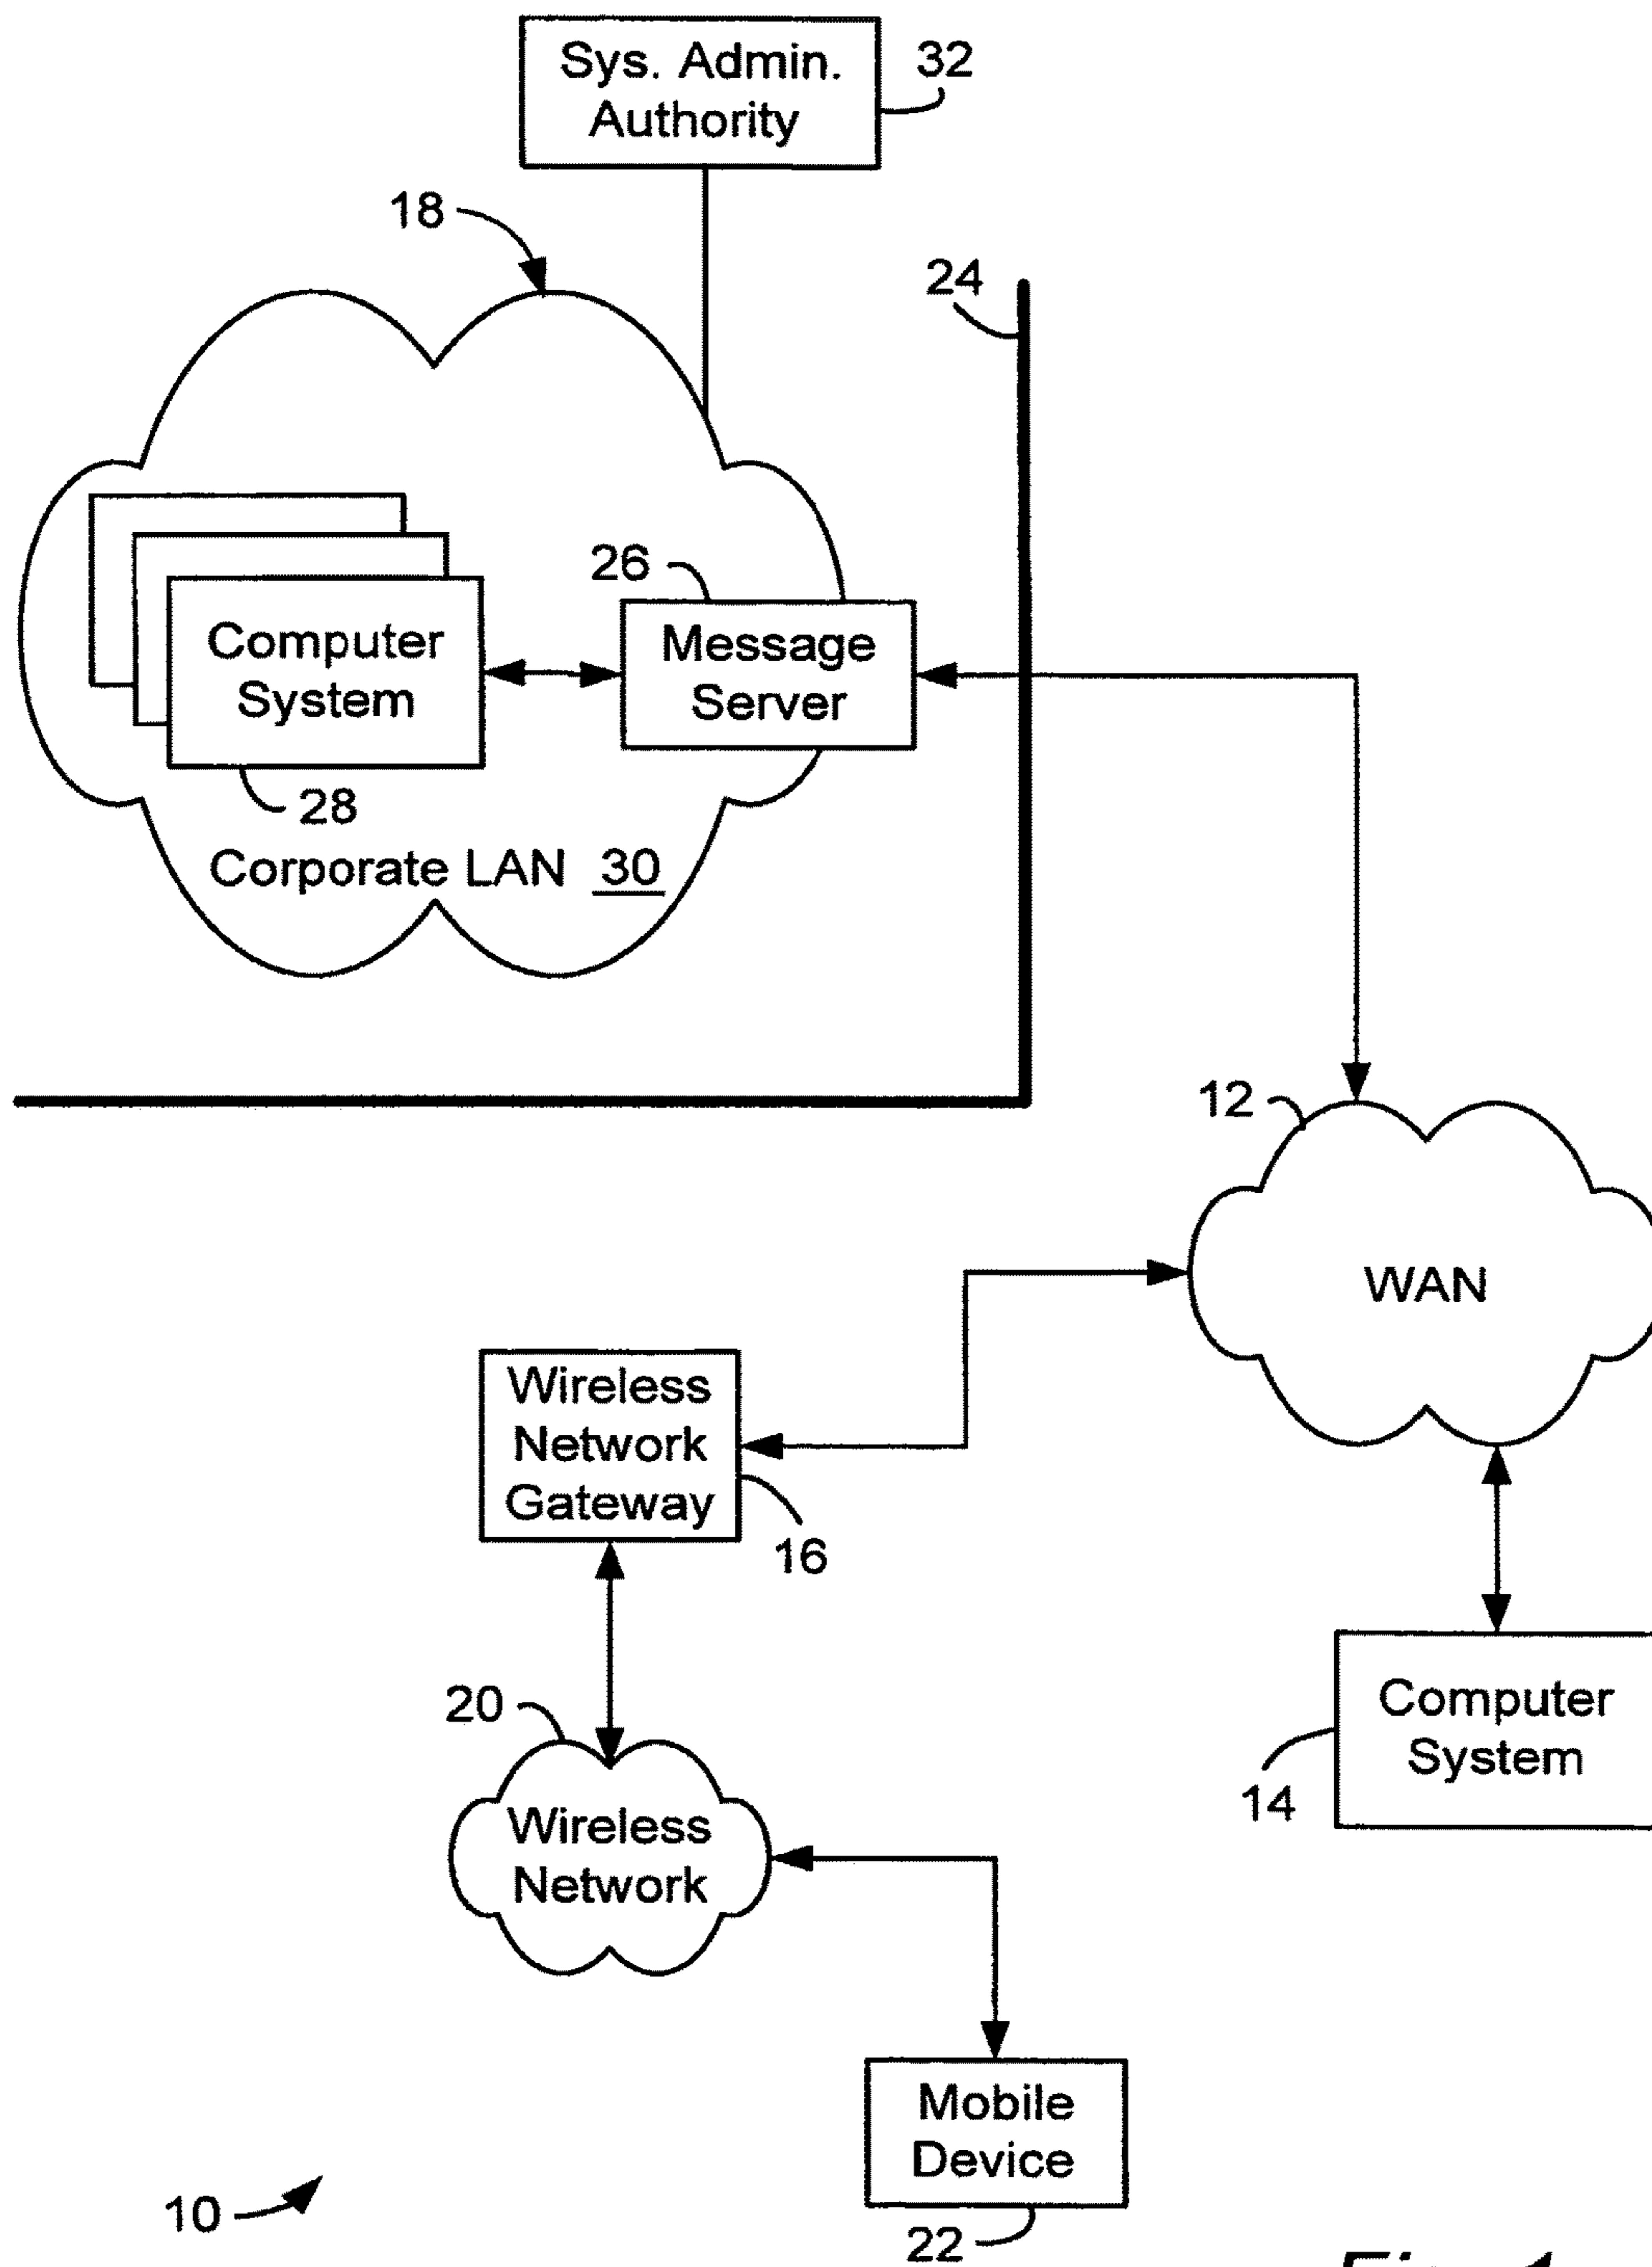 Sys. Admin.
Authority
32
18
24
26
Computer
System
Message
Server
28
Corporate LAN 30
12
WAN
Wireless
Network
Gateway
16
20
Wireless
Network
Computer
System
14
Mobile
Device
10
22